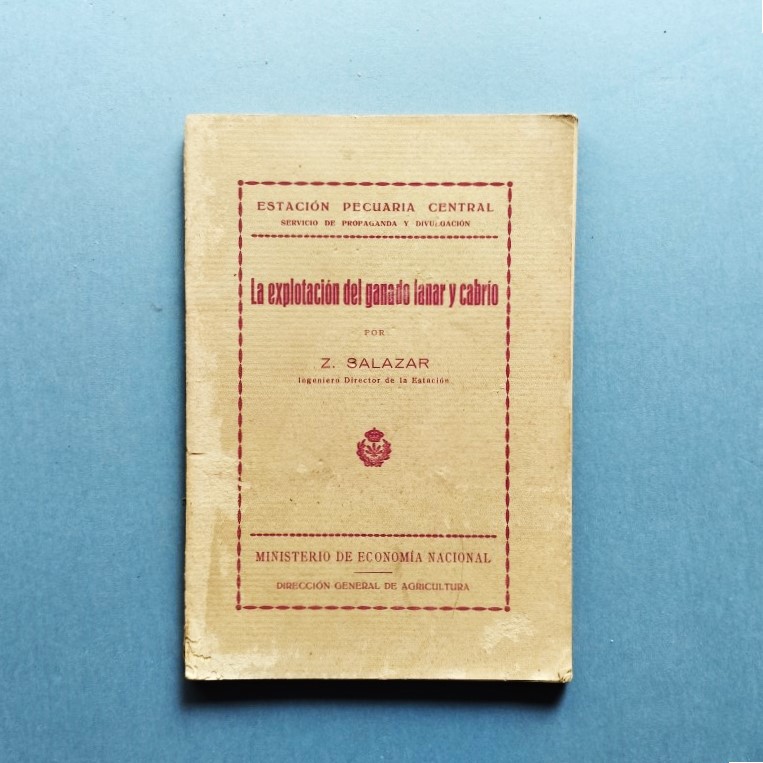 ESTACIÓN PECUARIA CENTRAL
SERVICIO DE PROPAGANDA Y DIVULGACIÓN
La explotación del ganado lanar y cabrío
POR
Z. SALAZAR
Ingeniero Director de la Estación
MINISTERIO DE ECONOMÍA NACIONAL
DIRECCIÓN GENERAL DE AGRICULTURA